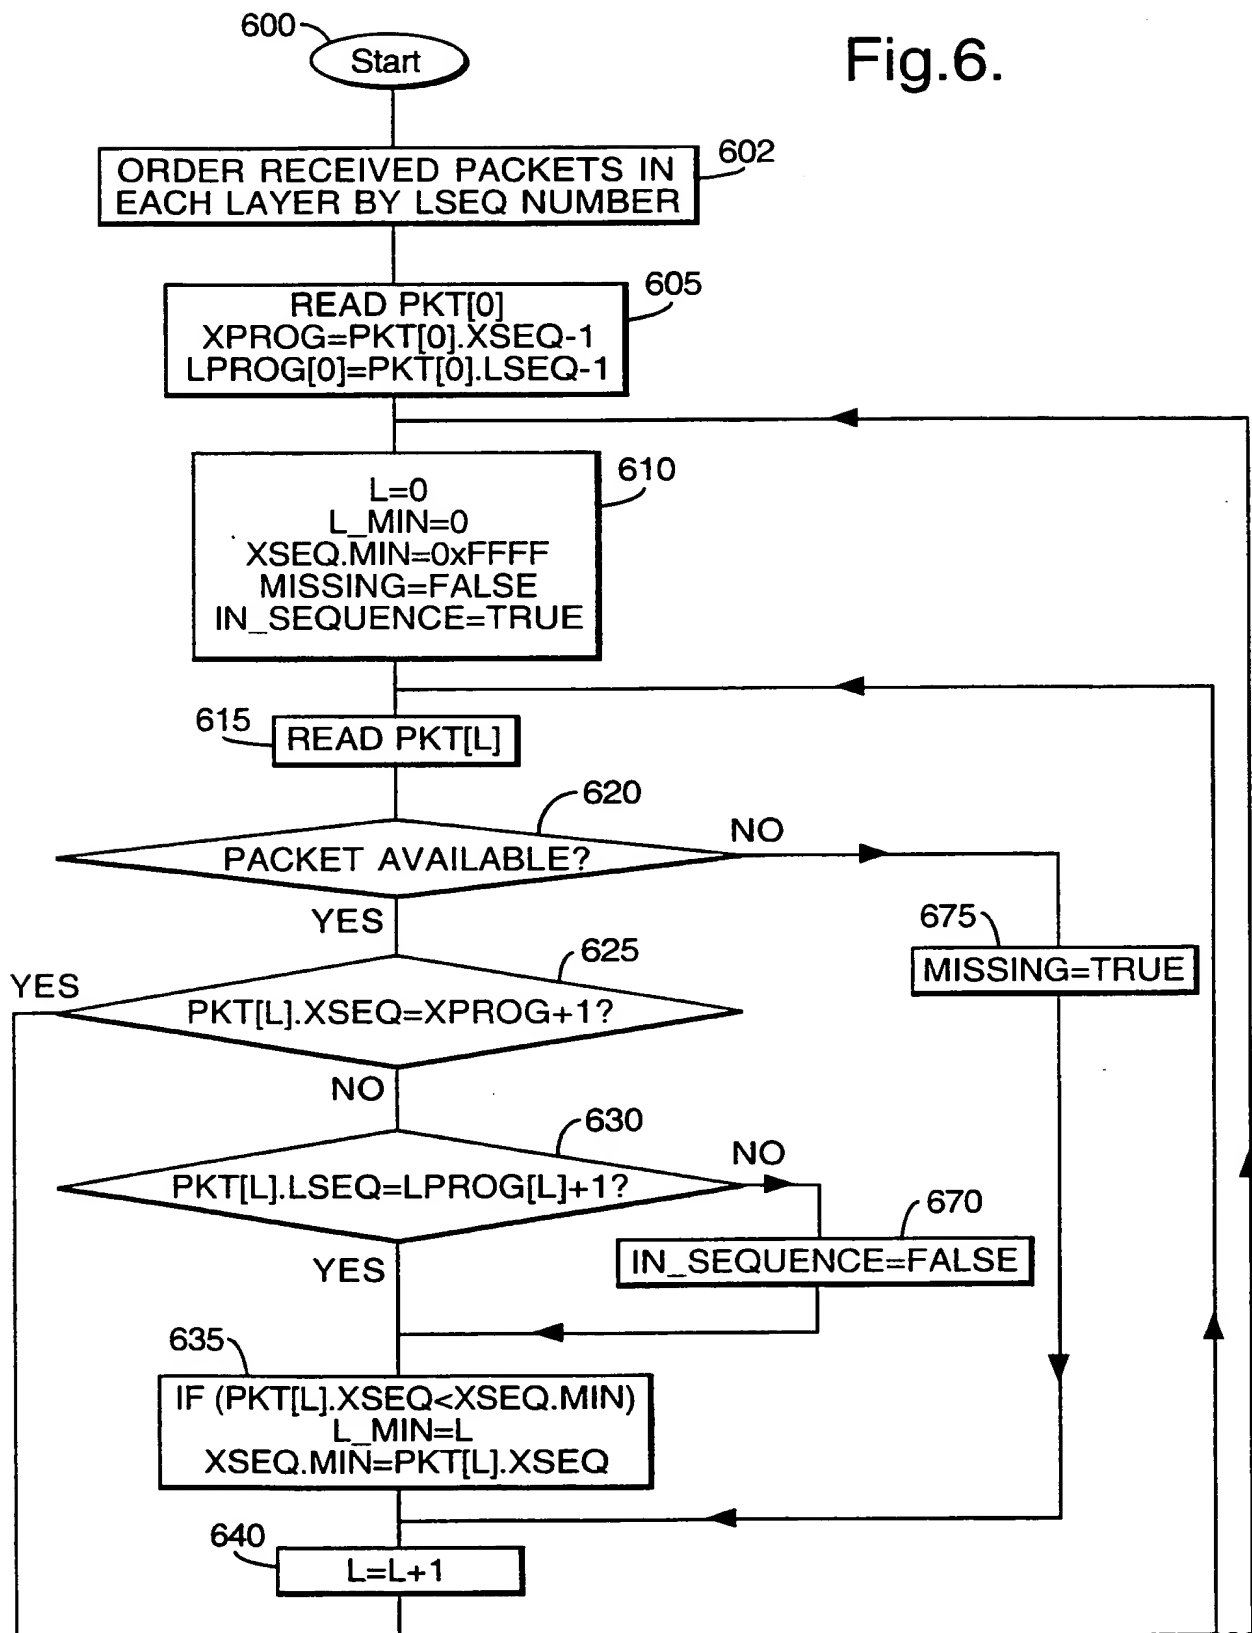 600
Start
Fig.6.
602
ORDER RECEIVED PACKETS IN
EACH LAYER BY LSEQ NUMBER
605
READ PKT[0]
XPROG=PKT[0].XSEQ-1
LPROG[0]=PKT[0].LSEQ-1
610
L=0
L_MIN=0
XSEQ.MIN=0xFFFF
MISSING=FALSE
IN_SEQUENCE=TRUE
615
READ PKT[L]
620
PACKET AVAILABLE?
NO
YES
675
MISSING=TRUE
625
YES
PKT[L].XSEQ=XPROG+1?
NO
630
PKT[L].LSEQ=LPROG[L]+1?
NO
670
IN_SEQUENCE=FALSE
YES
635
IF (PKT[L].XSEQ<XSEQ.MIN)
L_MIN=L
XSEQ.MIN=PKT[L].XSEQ
640
L=L+1